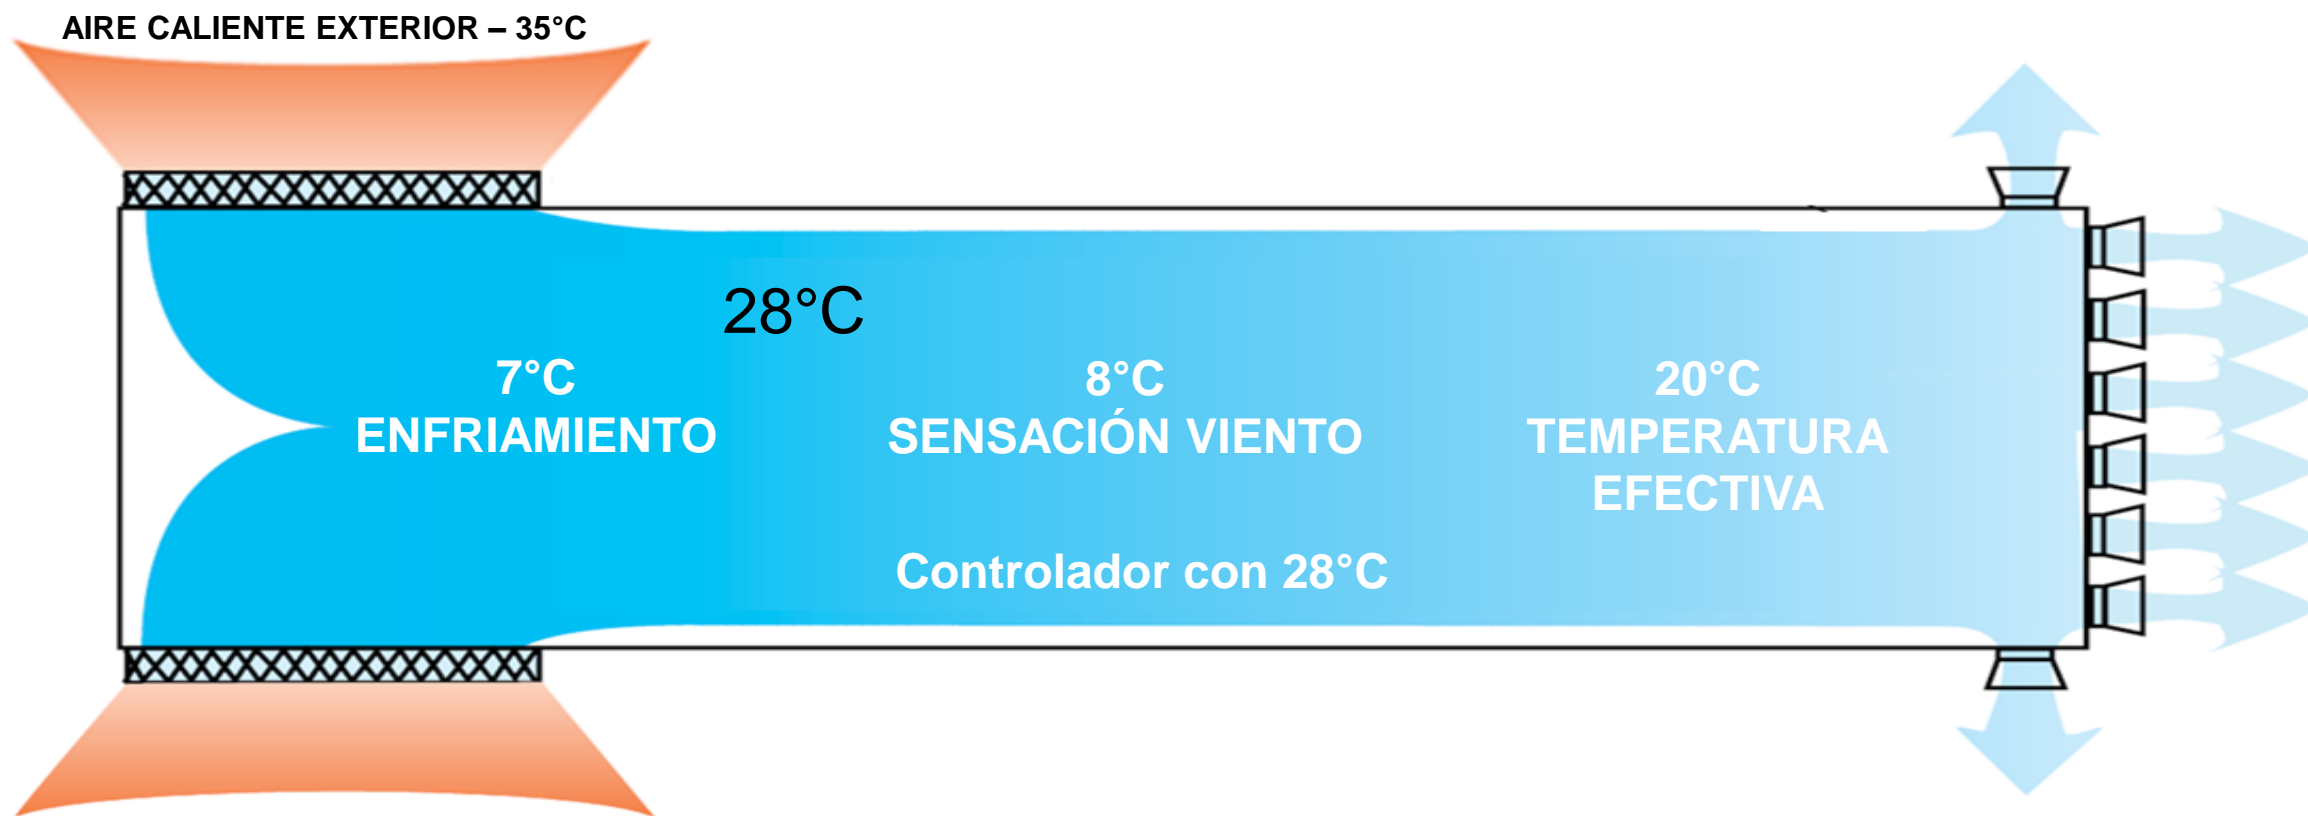 AIRE CALIENTE EXTERIOR – 35°C
28°C
7°C
ENFRIAMIENTO
8°C
SENSACIÓN VIENTO
20°C
TEMPERATURA
EFECTIVA
Controlador con 28°C